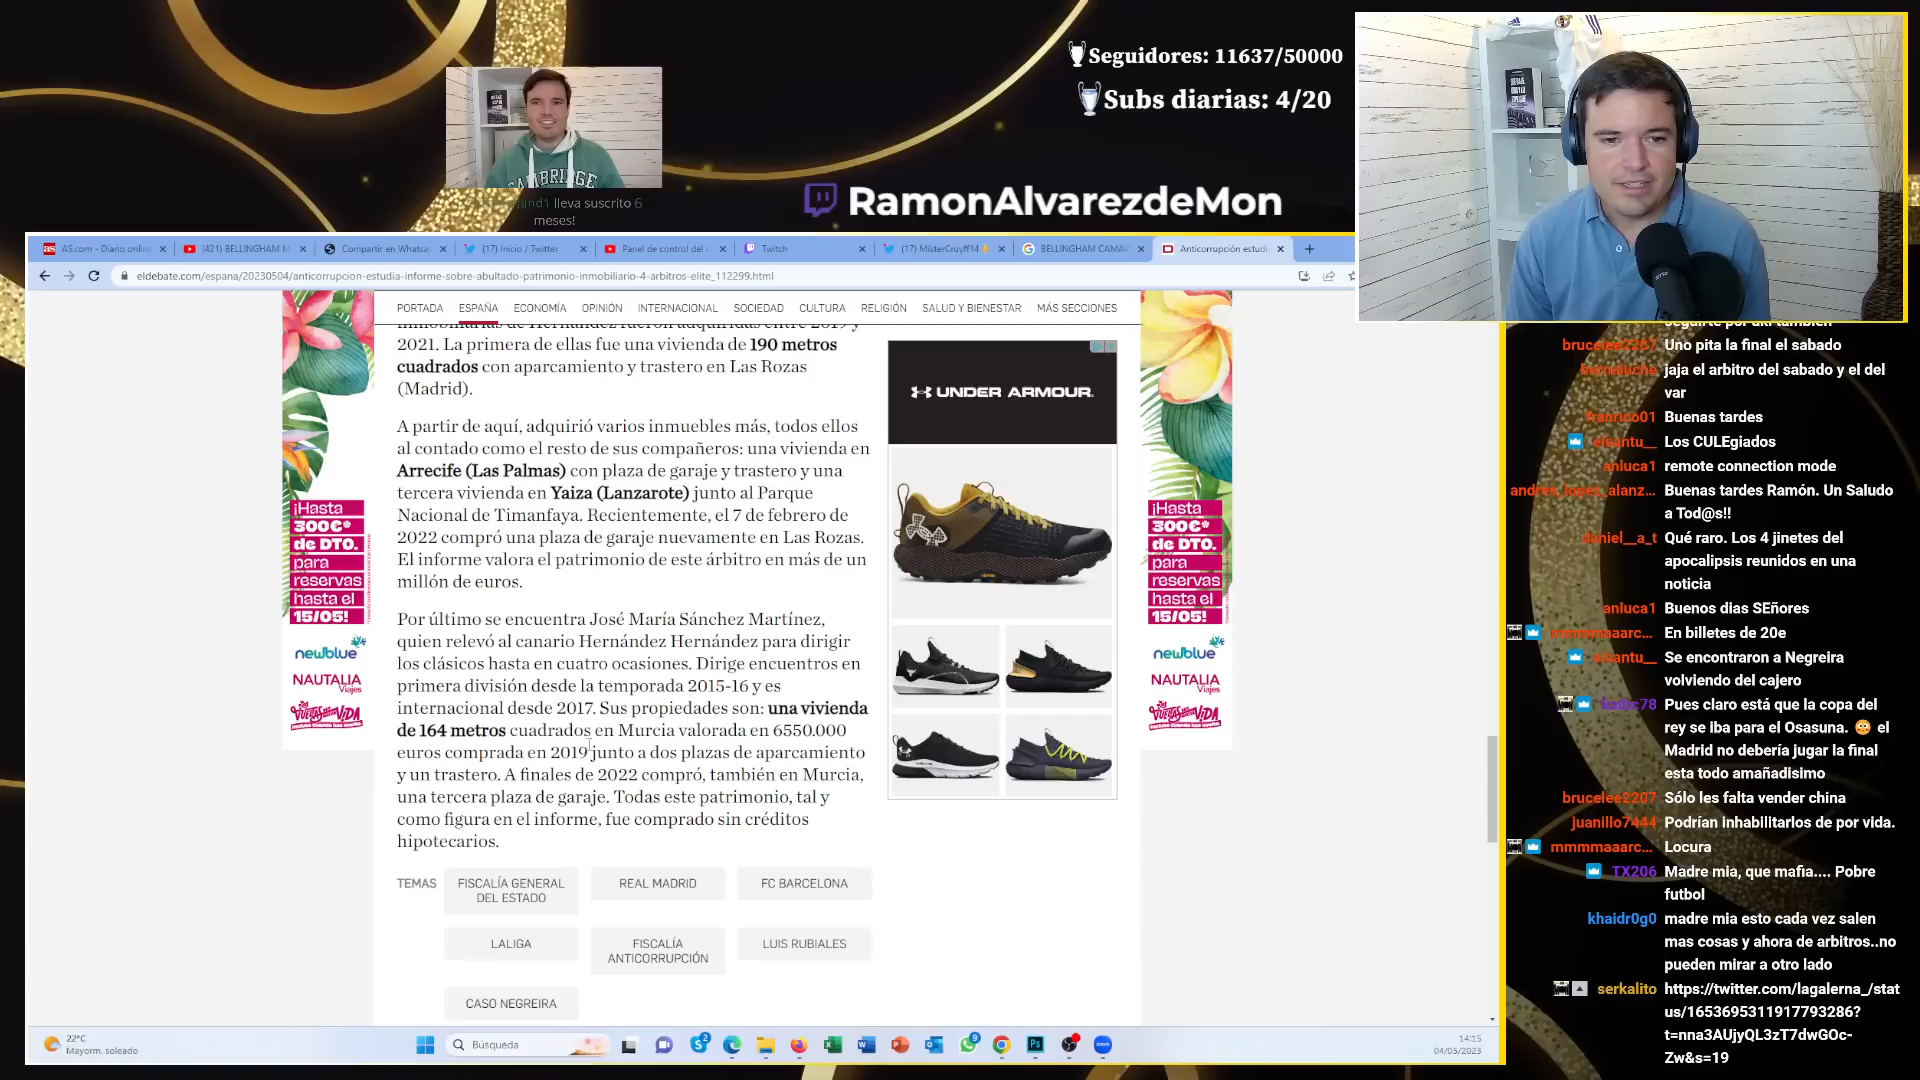 Seguidores: 11637/50000
Subs diarias: 4/20
RamonAlvarezdeMon
CAMBRIDGE
lleva suscrito 6
meses!
AS.com - Diario online
(421) BELLINGHAM M
Compartir en Whatsa
(17) Inicio / Twitter
Panel de control del
Twitch
(17) MísterCruyff14
BELLINGHAM CAMAV
Anticorrupción estudi
eldebate.com/espana/20230504/anticorrupcion-estudia-informe-sobre-abultado-patrimonio-inmobiliario-4-arbitros-elite_112299.html
PORTADA ESPAÑA ECONOMÍA OPINIÓN INTERNACIONAL SOCIEDAD CULTURA RELIGIÓN SALUD Y BIENESTAR MÁS SECCIONES
inmobiliarias de Hernández fueron adquiridas entre 2019 y
2021. La primera de ellas fue una vivienda de 190 metros
cuadrados con aparcamiento y trastero en Las Rozas
(Madrid).
A partir de aquí, adquirió varios inmuebles más, todos ellos
al contado como el resto de sus compañeros: una vivienda en
Arrecife (Las Palmas) con plaza de garaje y trastero y una
tercera vivienda en Yaiza (Lanzarote) junto al Parque
Nacional de Timanfaya. Recientemente, el 7 de febrero de
2022 compró una plaza de garaje nuevamente en Las Rozas.
El informe valora el patrimonio de este árbitro en más de un
millón de euros.
Por último se encuentra José María Sánchez Martínez,
quien relevó al canario Hernández Hernández para dirigir
los clásicos hasta en cuatro ocasiones. Dirige encuentros en
primera división desde la temporada 2015-16 y es
internacional desde 2017. Sus propiedades son: una vivienda
de 164 metros cuadrados en Murcia valorada en 6550.000
euros comprada en 2019 junto a dos plazas de aparcamiento
y un trastero. A finales de 2022 compró, también en Murcia,
una tercera plaza de garaje. Todas este patrimonio, tal y
como figura en el informe, fue comprado sin créditos
hipotecarios.
TEMAS
FISCALÍA GENERAL
DEL ESTADO
REAL MADRID
FC BARCELONA
LALIGA
FISCALÍA
ANTICORRUPCIÓN
LUIS RUBIALES
CASO NEGREIRA
UNDER ARMOUR.
¡Hasta
300€*
de DTO.
para
reservas
hasta el
15/05!
newblue
NAUTALIA
Viajes
¡Hasta
300€*
de DTO.
para
reservas
hasta el
15/05!
newblue
NAUTALIA
Viajes
brucelee2207 Uno pita la final el sabado
jaja el arbitro del sabado y el del
var
Buenas tardes
Los CULEgiados
anluca1 remote connection mode
Buenas tardes Ramón. Un Saludo
a Tod@s!!
daniel__a_t Qué raro. Los 4 jinetes del
apocalipsis reunidos en una
noticia
anluca1 Buenos dias SEñores
mmmmaaarc... En billetes de 20e
Se encontraron a Negreira
volviendo del cajero
Pues claro está que la copa del
rey se iba para el Osasuna. 😳 el
Madrid no debería jugar la final
esta todo amañadisimo
brucelee2207 Sólo les falta vender china
juanillo7444 Podrían inhabilitarlos de por vida.
mmmmaaarc... Locura
TX206 Madre mia, que mafia.... Pobre
futbol
khaidr0g0 madre mia esto cada vez salen
mas cosas y ahora de arbitros..no
pueden mirar a otro lado
serkalito https://twitter.com/lagalerna_/stat
us/1653695311917793286?
t=nna3AUjyQL3zT7dwGOc-
Zw&s=19
22°C
Mayorm. soleado
Búsqueda
14:15
04/05/2023